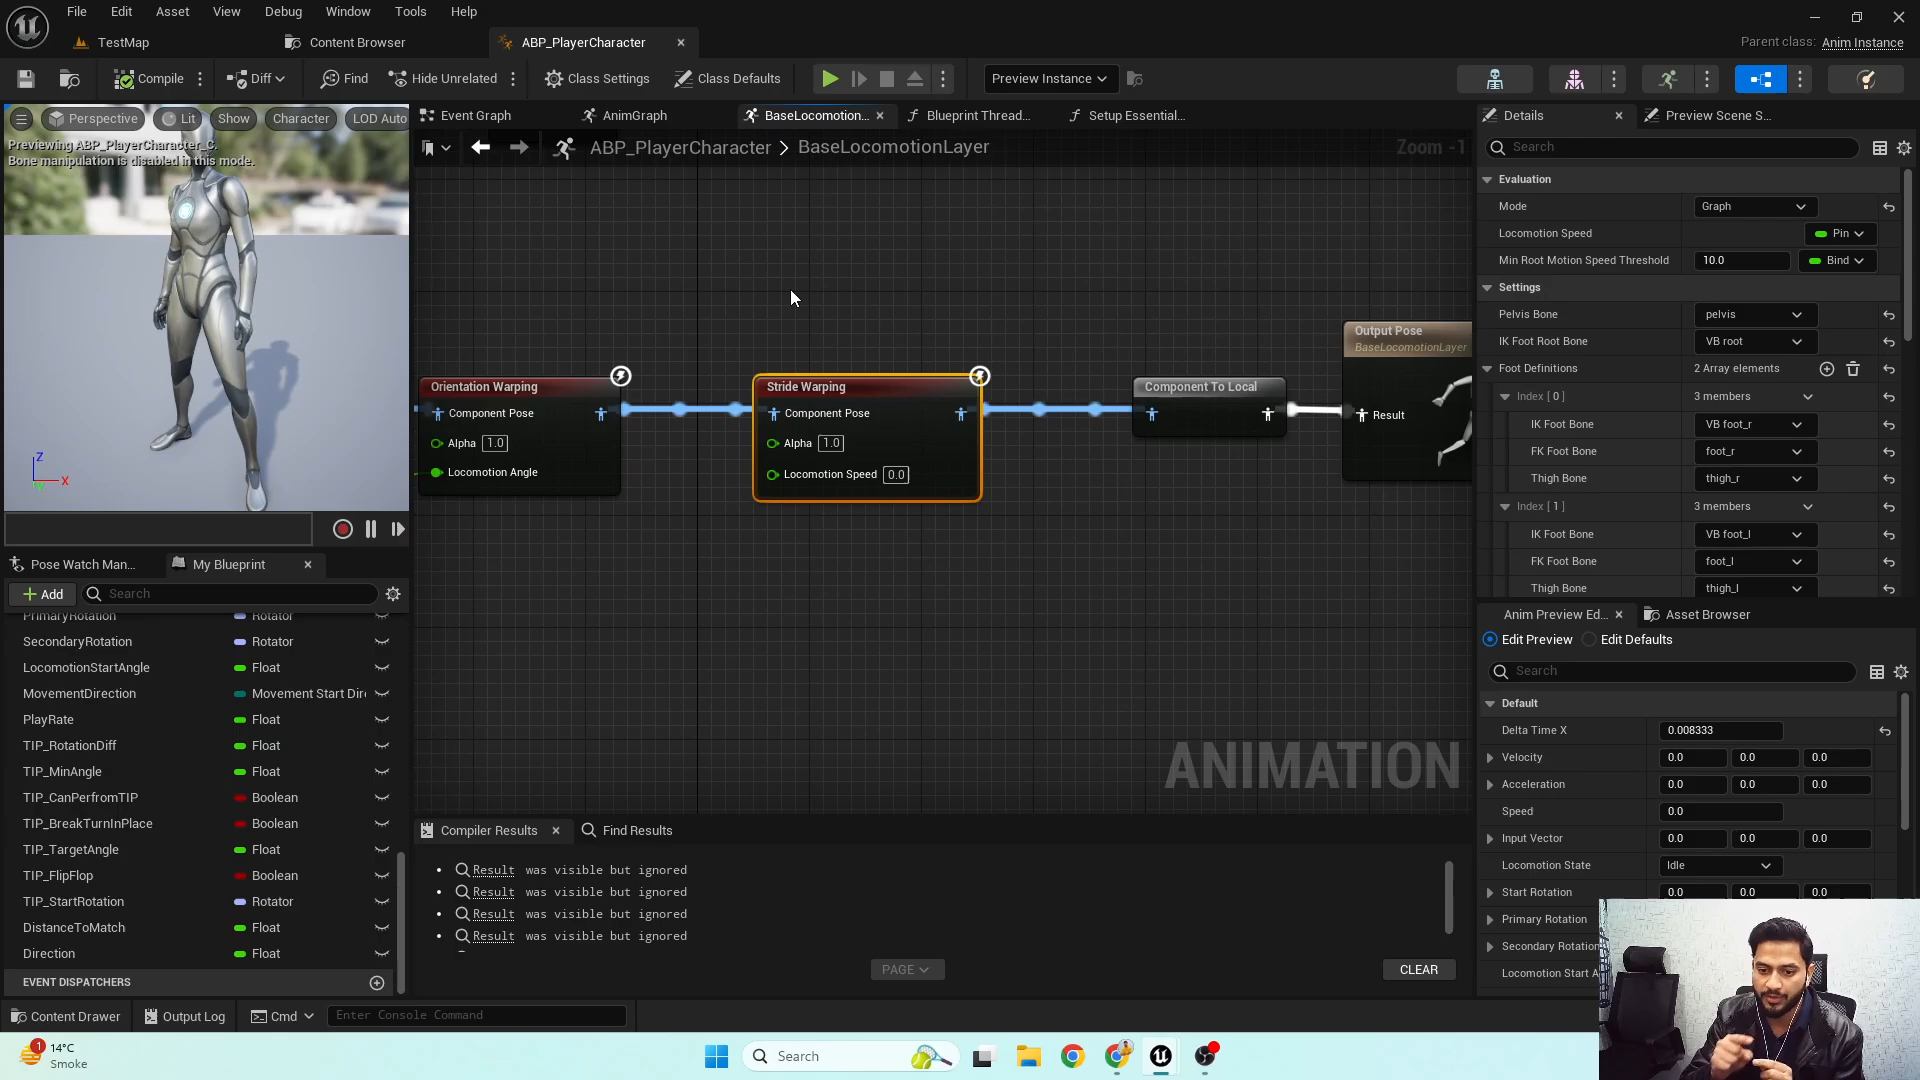 File Edit Asset View Debug Window Tools Help
TestMap Content Browser ABP_PlayerCharacter
Parent class: Anim Instance
Compile Diff Find Hide Unrelated Class Settings Class Defaults Preview Instance
Perspective Lit Show Character LOD Auto
Previewing ABP_PlayerCharacter_C.
Bone manipulation is disabled in this mode.
Z
X
Event Graph AnimGraph BaseLocomotion... Blueprint Thread... Setup Essential...
ABP_PlayerCharacter > BaseLocomotionLayer
Zoom -1
Orientation Warping
Component Pose
Alpha 1.0
Locomotion Angle
Stride Warping
Component Pose
Alpha 1.0
Locomotion Speed 0.0
Component To Local
Output Pose
BaseLocomotionLayer
Result
ANIMATION
Pose Watch Man... My Blueprint
Add Search
PrimaryRotation Rotator
SecondaryRotation Rotator
LocomotionStartAngle Float
MovementDirection Movement Start Dir
PlayRate Float
TIP_RotationDiff Float
TIP_MinAngle Float
TIP_CanPerfromTIP Boolean
TIP_BreakTurnInPlace Boolean
TIP_TargetAngle Float
TIP_FlipFlop Boolean
TIP_StartRotation Rotator
DistanceToMatch Float
Direction Float
EVENT DISPATCHERS
Compiler Results Find Results
• Result was visible but ignored
• Result was visible but ignored
• Result was visible but ignored
• Result was visible but ignored
PAGE
CLEAR
Details Preview Scene S...
Search
Evaluation
Mode Graph
Locomotion Speed Pin
Min Root Motion Speed Threshold 10.0 Bind
Settings
Pelvis Bone pelvis
IK Foot Root Bone VB root
Foot Definitions 2 Array elements
Index [ 0 ] 3 members
IK Foot Bone VB foot_r
FK Foot Bone foot_r
Thigh Bone thigh_r
Index [ 1 ] 3 members
IK Foot Bone VB foot_l
FK Foot Bone foot_l
Thigh Bone thigh_l
Anim Preview Ed... Asset Browser
Edit Preview Edit Defaults
Search
Default
Delta Time X 0.008333
Velocity 0.0 0.0 0.0
Acceleration 0.0 0.0 0.0
Speed 0.0
Input Vector 0.0 0.0 0.0
Locomotion State Idle
Start Rotation 0.0 0.0 0.0
Primary Rotation
Secondary Rotation
Locomotion Start A
Content Drawer Output Log Cmd Enter Console Command
1
14°C
Smoke
Search